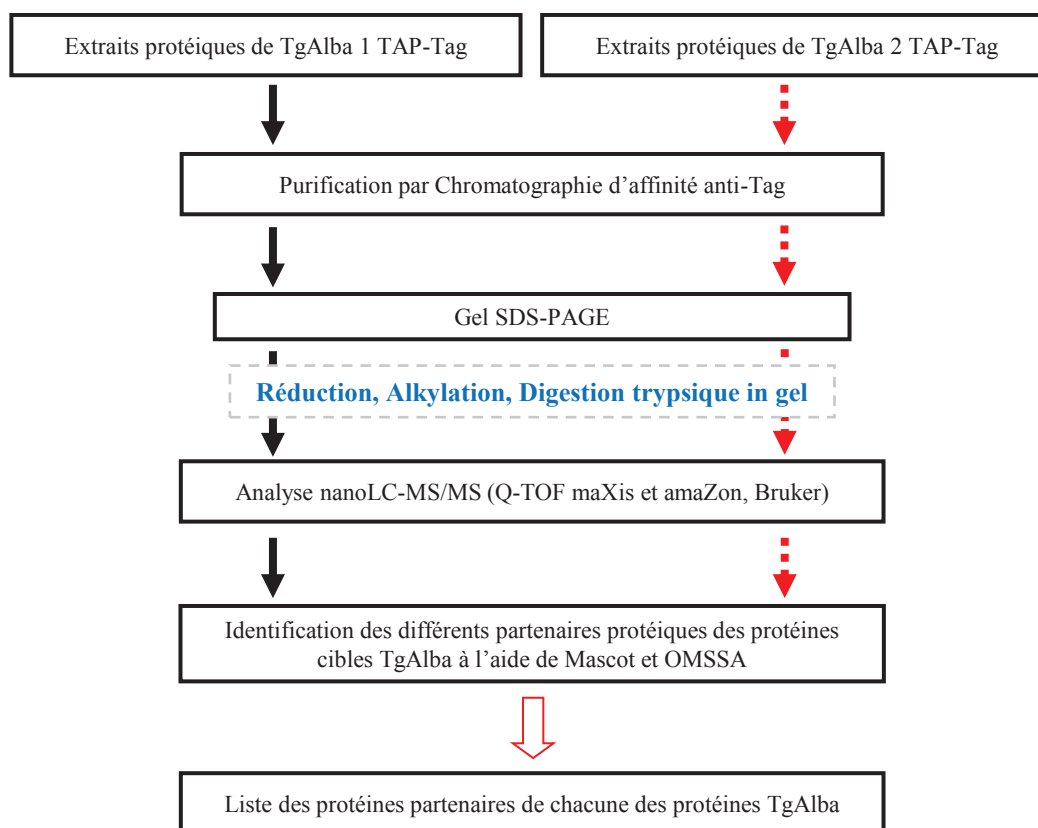 Extraits protéiques de TgAlba 1 TAP-Tag
Extraits protéiques de TgAlba 2 TAP-Tag
Purification par Chromatographie d’affinité anti-Tag
Gel SDS-PAGE
Réduction, Alkylation, Digestion trypsique in gel
Analyse nanoLC-MS/MS (Q-TOF maXis et amaZon, Bruker)
Identification des différents partenaires protéiques des protéines
cibles TgAlba à l’aide de Mascot et OMSSA
Liste des protéines partenaires de chacune des protéines TgAlba